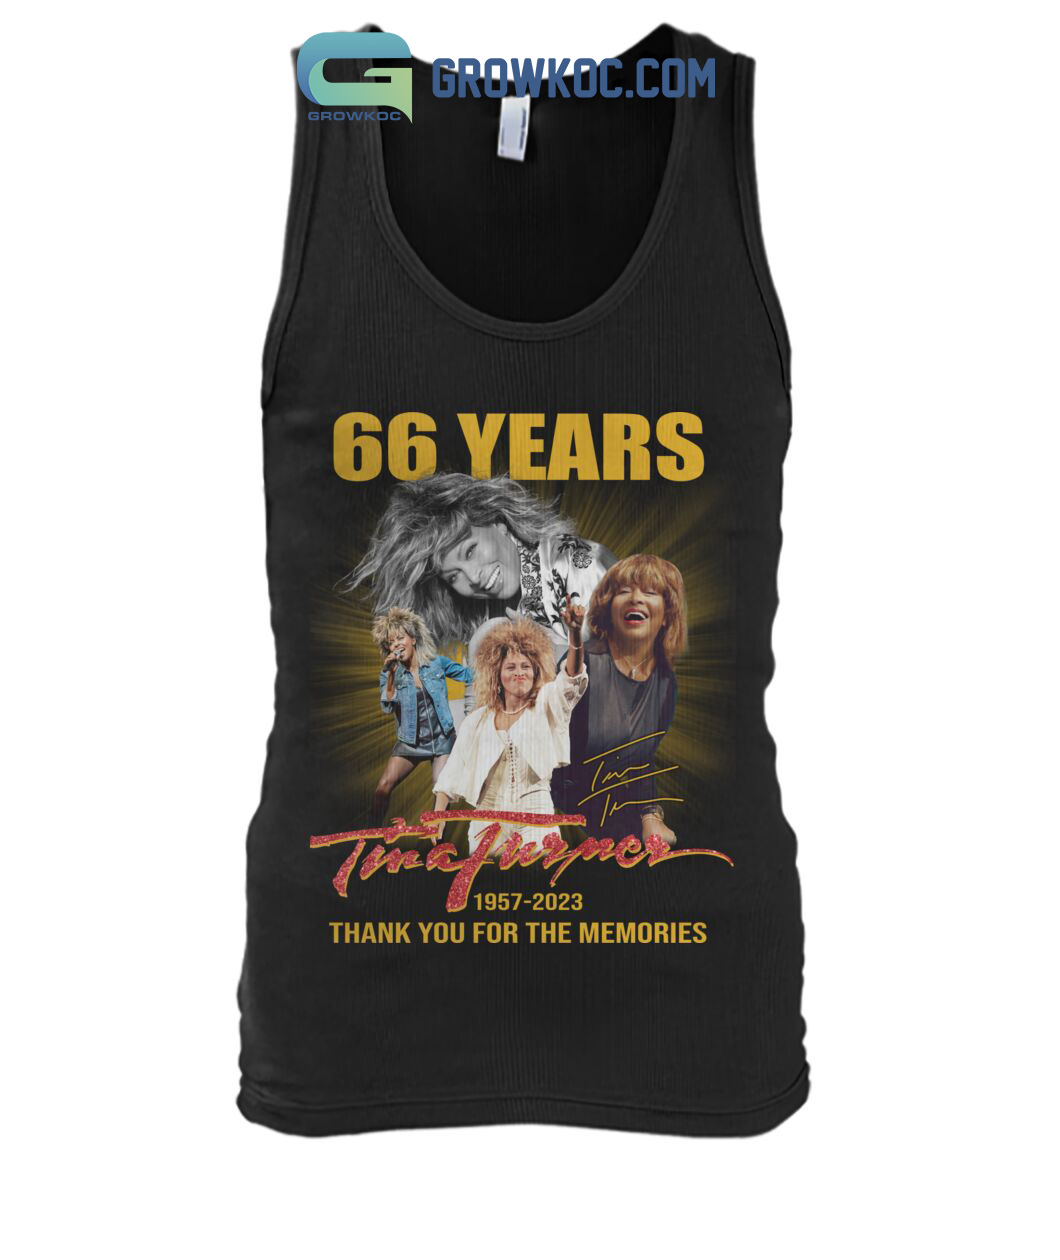 GROWKOC.COM
GROWKOC
66 YEARS
Tina Turner
1957-2023
THANK YOU FOR THE MEMORIES